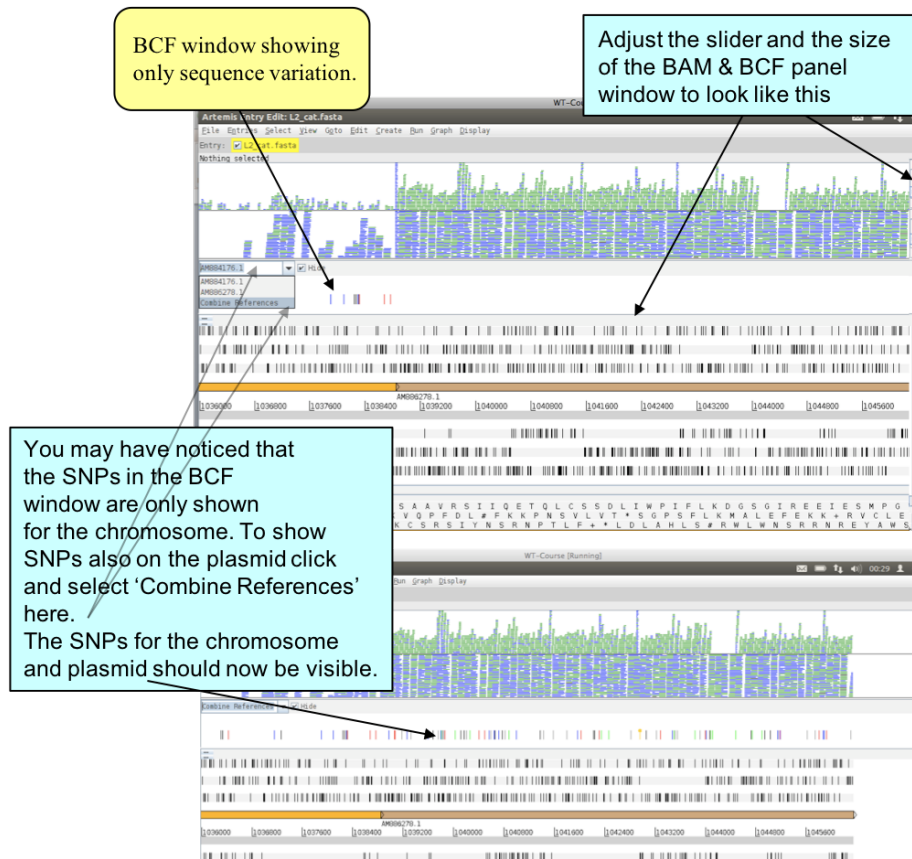 BCF window showing
only sequence variation.
Adjust the slider and the size
of the BAM & BCF panel
window to look like this
WT-Cou
Artemis Entry Edit: L2_cat.fasta
File Entries Select View Goto Edit Create Run Graph Display
Entry: L2_cat.fasta
Nothing selected
AM884176.1
Hide
AM884176.1
AM886278.1
Combine References
AM886278.1
1036000 1036800 1037600 1038400 1039200 1040000 1040800 1041600 1042400 1043200 1044000 1044800 1045600
You may have noticed that
the SNPs in the BCF
window are only shown
for the chromosome. To show
SNPs also on the plasmid click
and select ‘Combine References’
here.
The SNPs for the chromosome
and plasmid should now be visible.
S A A V R S I I Q E T Q L C S S D L I W P I F L K D G S G I R E E I E S M P G
V Q P F D L # F K K P N S V L V T * S G P S F L K M A L E F E K K + R V C L E
K C S R S I Y N S R N P T L F + * L D L A H L S # R W L W N S R R N R E Y A W S
WT-Course [Running]
00:29
Run Graph Display
Combine References
Hide
AM886278.1
1036000 1036800 1037600 1038400 1039200 1040000 1040800 1041600 1042400 1043200 1044000 1044800 1045600